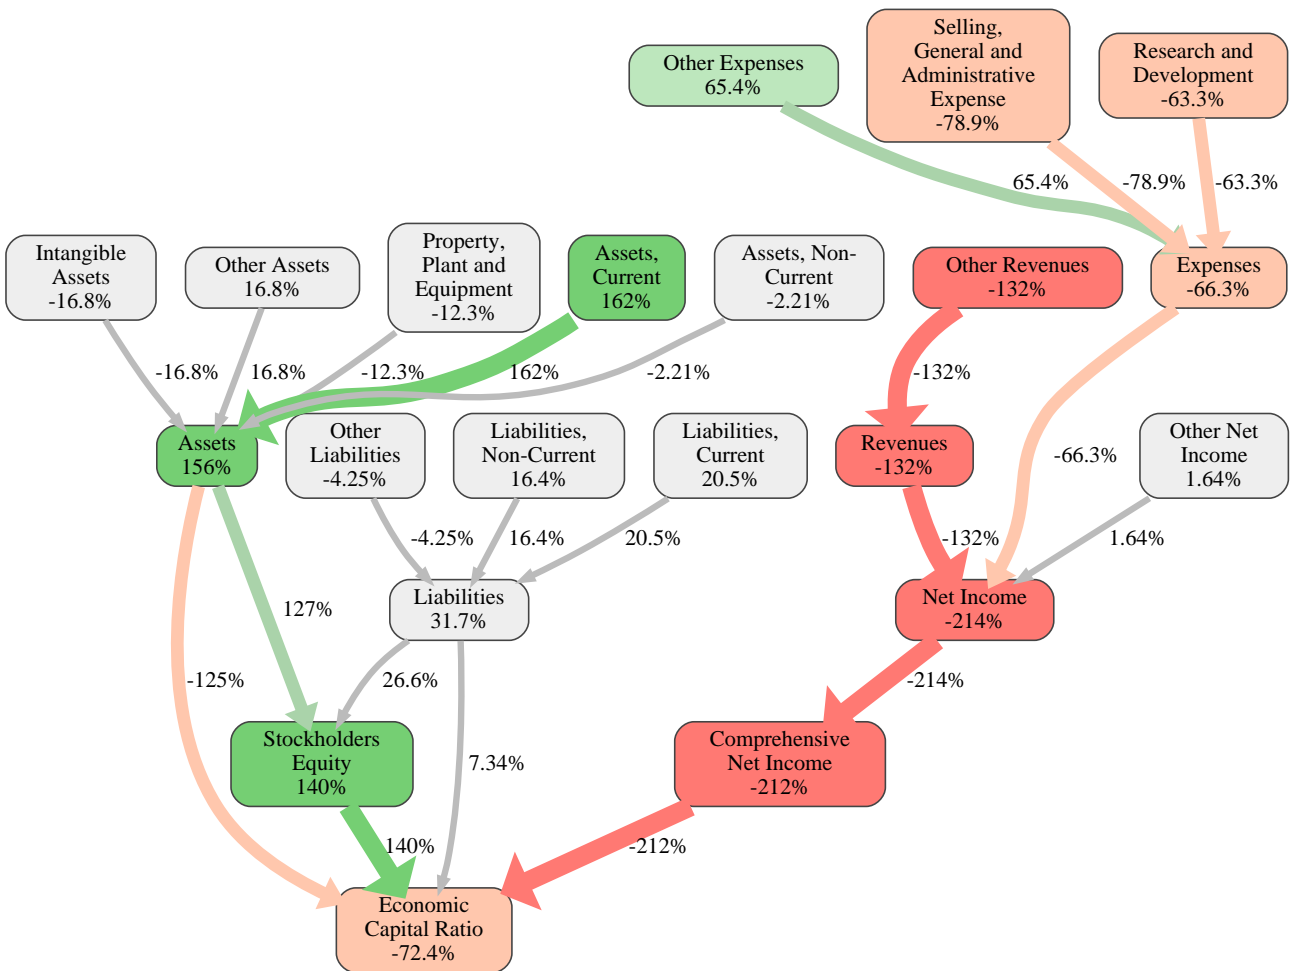 Selling,
General and
Administrative
Expense
-78.9%
Other Expenses
65.4%
Research and
Development
-63.3%
65.4%
-78.9%
-63.3%
Intangible
Assets
-16.8%
Other Assets
16.8%
Property,
Plant and
Equipment
-12.3%
Assets,
Current
162%
Assets, Non-
Current
-2.21%
Other Revenues
-132%
Expenses
-66.3%
-16.8%
16.8%
-12.3%
162%
-2.21%
-132%
Assets
156%
Other
Liabilities
-4.25%
Liabilities,
Non-Current
16.4%
Liabilities,
Current
20.5%
Revenues
-132%
-66.3%
Other Net
Income
1.64%
-4.25%
16.4%
20.5%
-132%
1.64%
127%
Liabilities
31.7%
Net Income
-214%
-125%
26.6%
-214%
Stockholders
Equity
140%
7.34%
Comprehensive
Net Income
-212%
140%
-212%
Economic
Capital Ratio
-72.4%